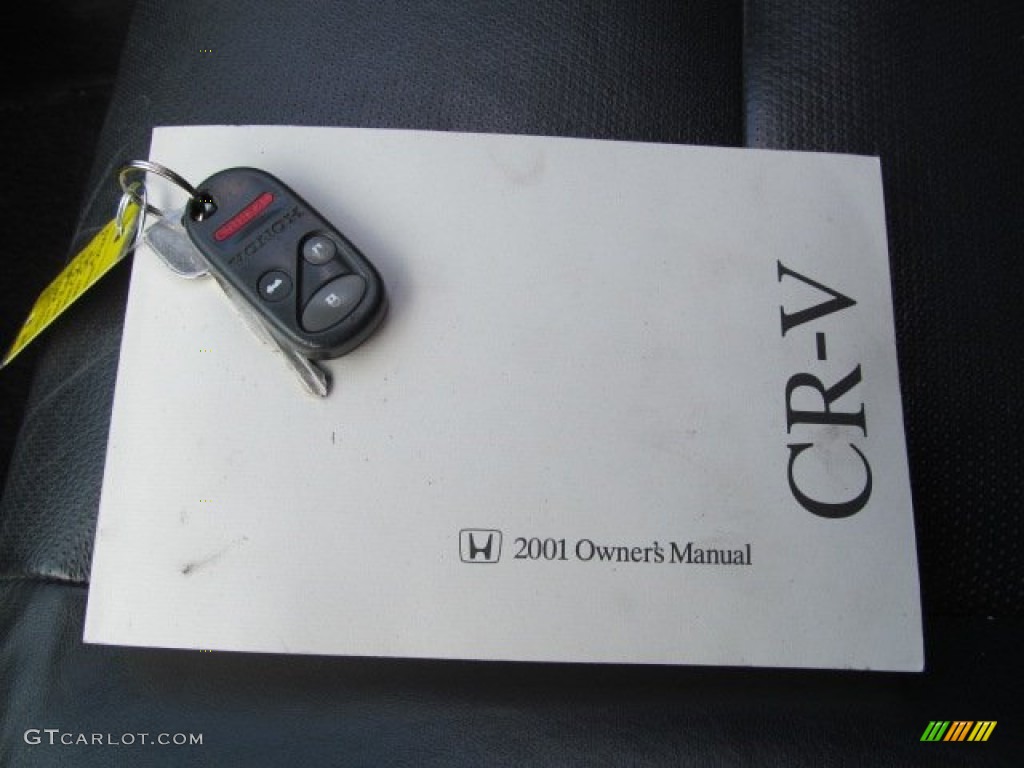 HONDA
CR-V
2001 Owner's Manual
GTCARLOT.COM